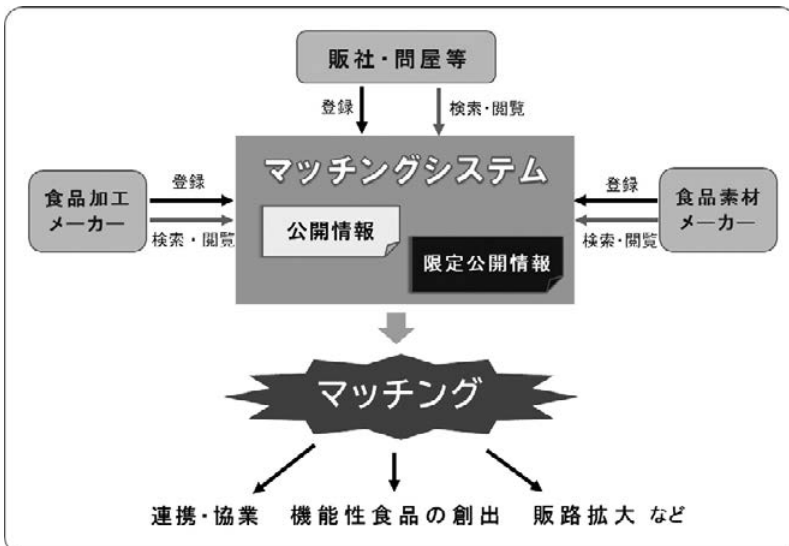 販社・問屋等
登録
検索・閲覧
マッチングシステム
食品加工
メーカー
登録
検索・閲覧
公開情報
限定公開情報
登録
検索・閲覧
食品素材
メーカー
マッチング
連携・協業 機能性食品の創出 販路拡大 など